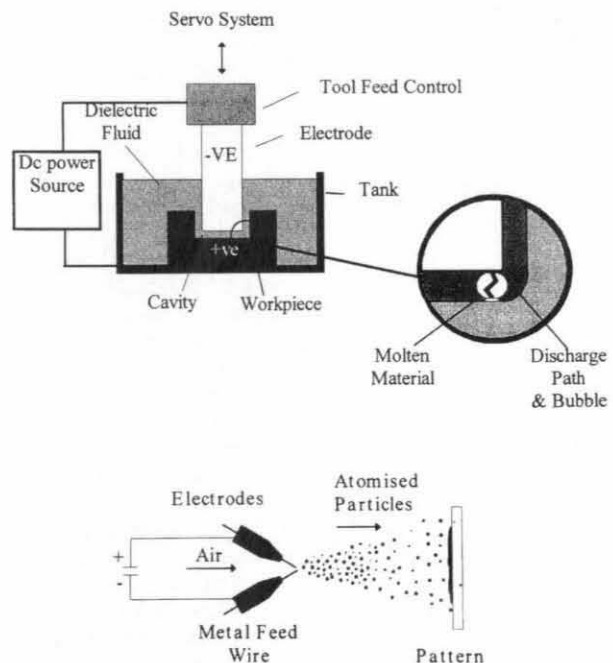 Servo System
Tool Feed Control
Dielectric
Fluid
Electrode
-VE
Dc power
Source
Tank
+ve
Cavity
Workpiece
Molten
Material
Discharge
Path
& Bubble
Atomised
Particles
Electrodes
+
Air
-
Metal Feed
Wire
Pattern